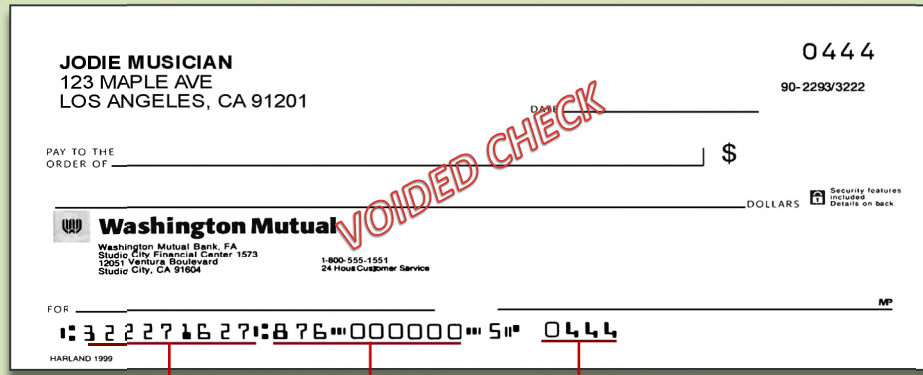 JODIE MUSICIAN
123 MAPLE AVE
LOS ANGELES, CA 91201
0444
90-2293/3222
DATE
VOIDED CHECK
PAY TO THE
ORDER OF
$
DOLLARS
Security features
included.
Details on back.
Washington Mutual
Washington Mutual Bank, FA
Studio City Financial Center 1573
12051 Ventura Boulevard
Studio City, CA 91604
1-800-555-1551
24 Hour Customer Service
FOR
MP
⑆322271627⑆876⑉000000⑉5⑈ 0444
HARLAND 1999